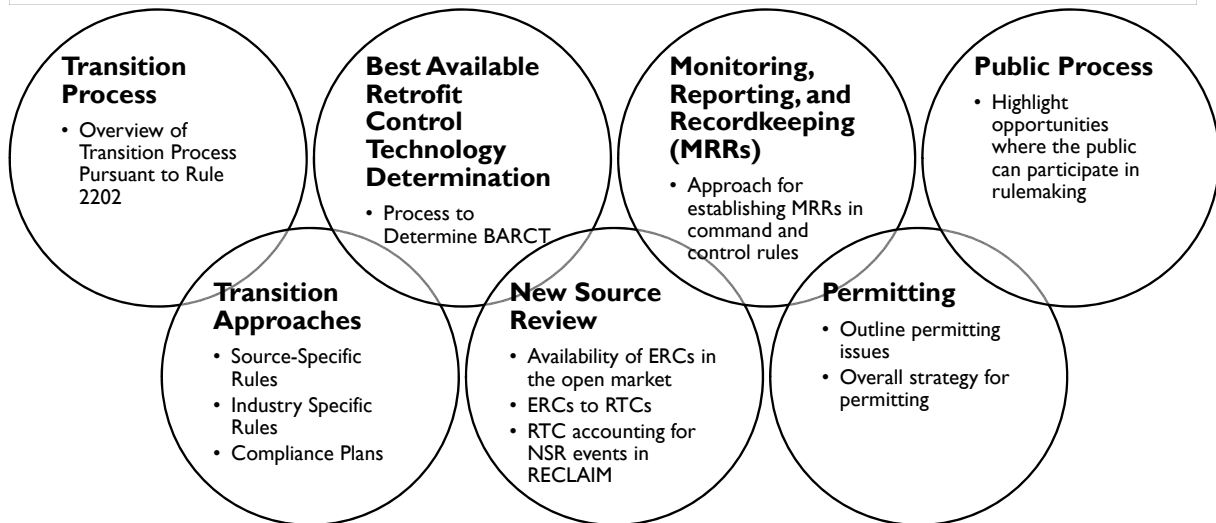 Transition
Process
• Overview of
Transition Process
Pursuant to Rule
2202
Best Available
Retrofit
Control
Technology
Determination
• Process to
Determine BARCT
Monitoring,
Reporting, and
Recordkeeping
(MRRs)
• Approach for
establishing MRRs in
command and
control rules
Public Process
• Highlight
opportunities
where the public
can participate in
rulemaking
Transition
Approaches
• Source-Specific
Rules
• Industry Specific
Rules
• Compliance Plans
New Source
Review
• Availability of ERCs in
the open market
• ERCs to RTCs
• RTC accounting for
NSR events in
RECLAIM
Permitting
• Outline permitting
issues
• Overall strategy for
permitting